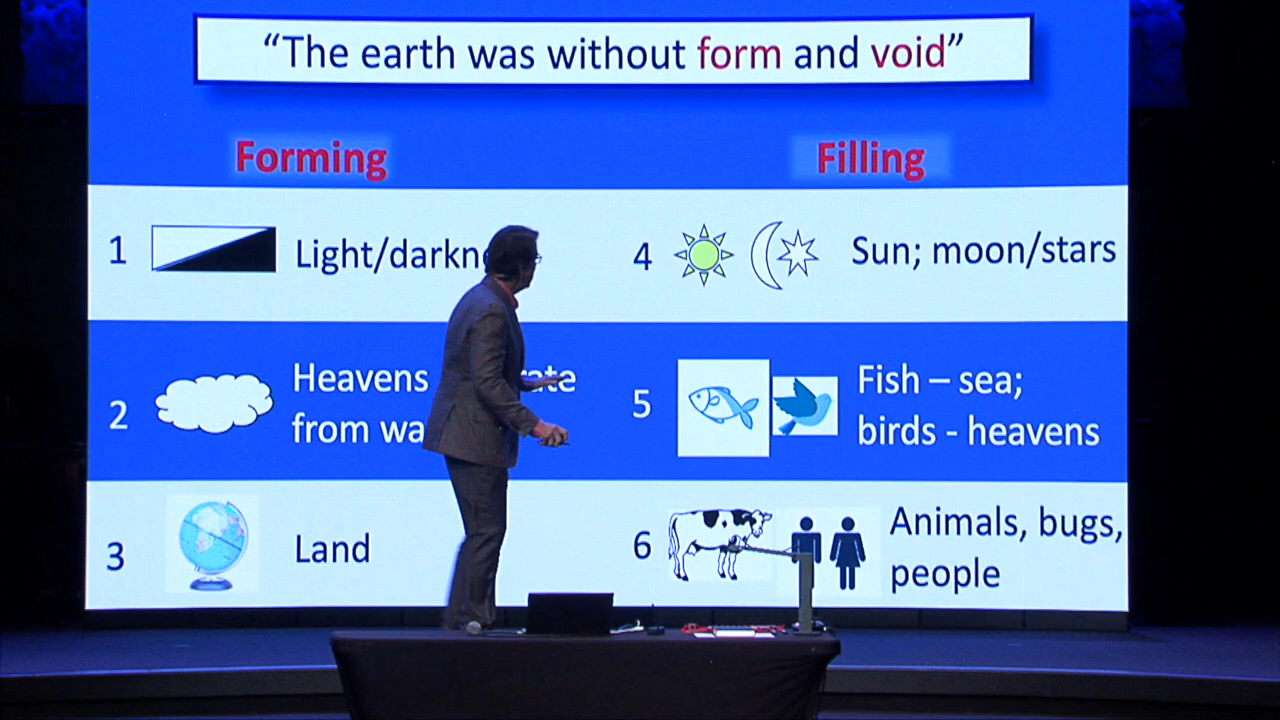 “The earth was without form and void”
Forming
Filling
1
Light/darkn
4
Sun; moon/stars
2
Heavens
from wa
5
Fish – sea;
birds - heavens
3
Land
6
Animals, bugs,
people